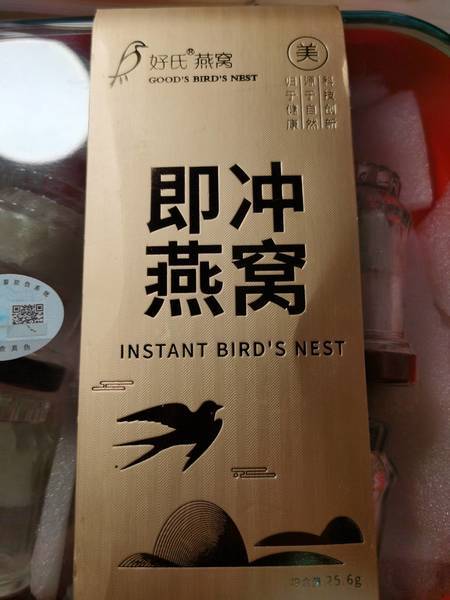 好氏®燕窝
GOOD'S BIRD'S NEST
美
科技创新
源于自然
归于健康
即冲
燕窝
INSTANT BIRD'S NEST
25.6g